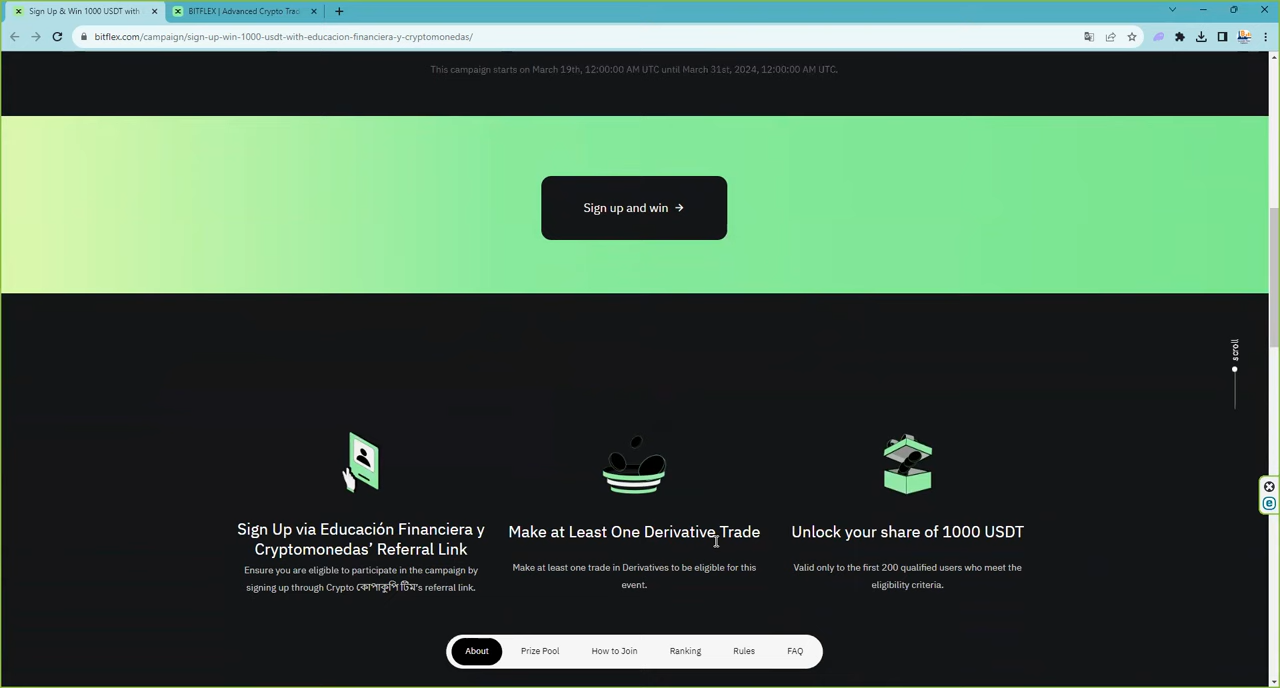 Sign Up & Win 1000 USDT with
BITFLEX | Advanced Crypto Trad
bitflex.com/campaign/sign-up-win-1000-usdt-with-educacion-financiera-y-cryptomonedas/
This campaign starts on March 19th, 12:00:00 AM UTC until March 31st, 2024, 12:00:00 AM UTC.
Sign up and win →
scroll
Sign Up via Educación Financiera y
Cryptomonedas’ Referral Link
Ensure you are eligible to participate in the campaign by
signing up through Crypto কোপাকুপি টিম's referral link.
Make at Least One Derivative Trade
Make at least one trade in Derivatives to be eligible for this
event.
Unlock your share of 1000 USDT
Valid only to the first 200 qualified users who meet the
eligibility criteria.
About
Prize Pool
How to Join
Ranking
Rules
FAQ